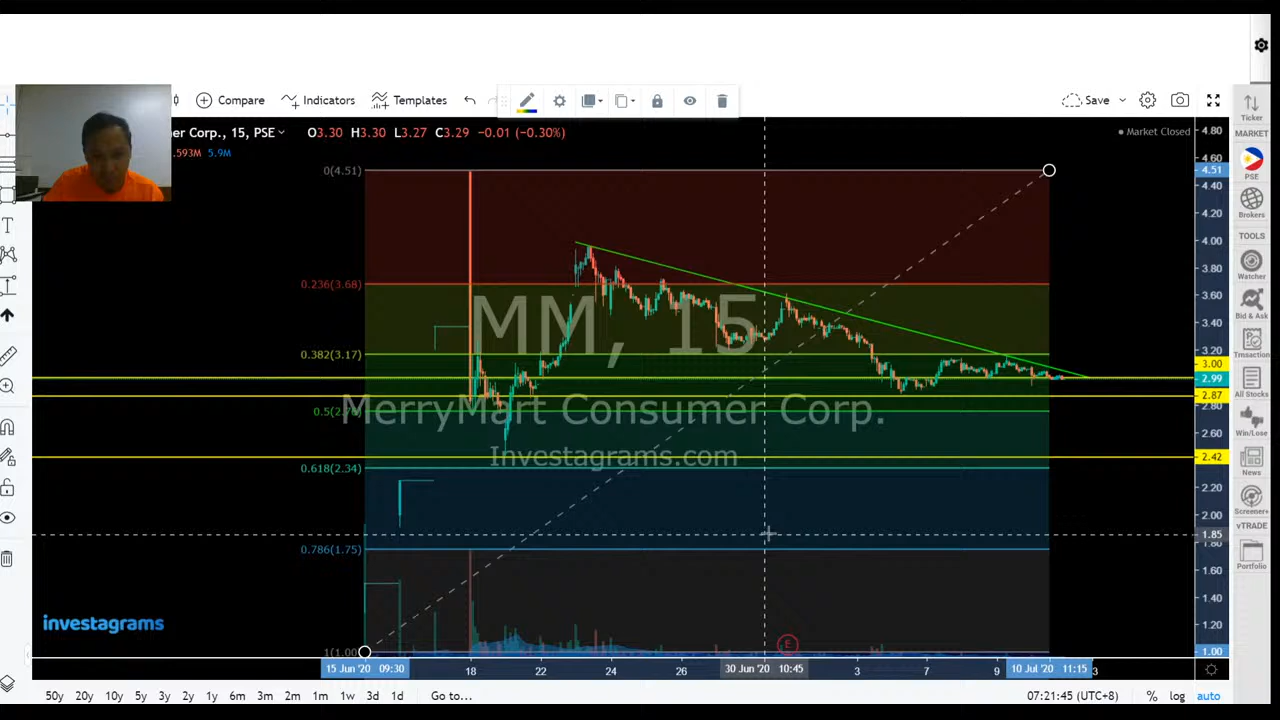 Compare
Indicators
Templates
Save
Ticker
MARKET
PSE
Brokers
TOOLS
Watcher
Bid & Ask
Trnsaction
All Stocks
Win/Lose
News
Screener+
vTRADE
Portfolio
er Corp., 15, PSE O3.30 H3.30 L3.27 C3.29 −0.01 (−0.30%)
Market Closed
.593M 5.9M
0(4.51)
0.236(3.68)
0.382(3.17)
0.618(2.34)
0.786(1.75)
1(1.00)
MM, 15
MerryMart Consumer Corp.
Investagrams.com
investagrams
E
4.80
4.60
4.51
4.40
4.20
4.00
3.80
3.60
3.40
3.20
3.00
2.99
2.87
2.80
2.60
2.42
2.20
2.00
1.85
1.80
1.60
1.40
1.20
1.00
15 Jun '20 09:30 18 22 24 26 30 Jun '20 10:45 3 7 9 10 Jul '20 11:15 3
50y 20y 10y 5y 3y 2y 1y 6m 3m 2m 1m 1w 3d 1d Go to... 07:21:45 (UTC+8) % log auto